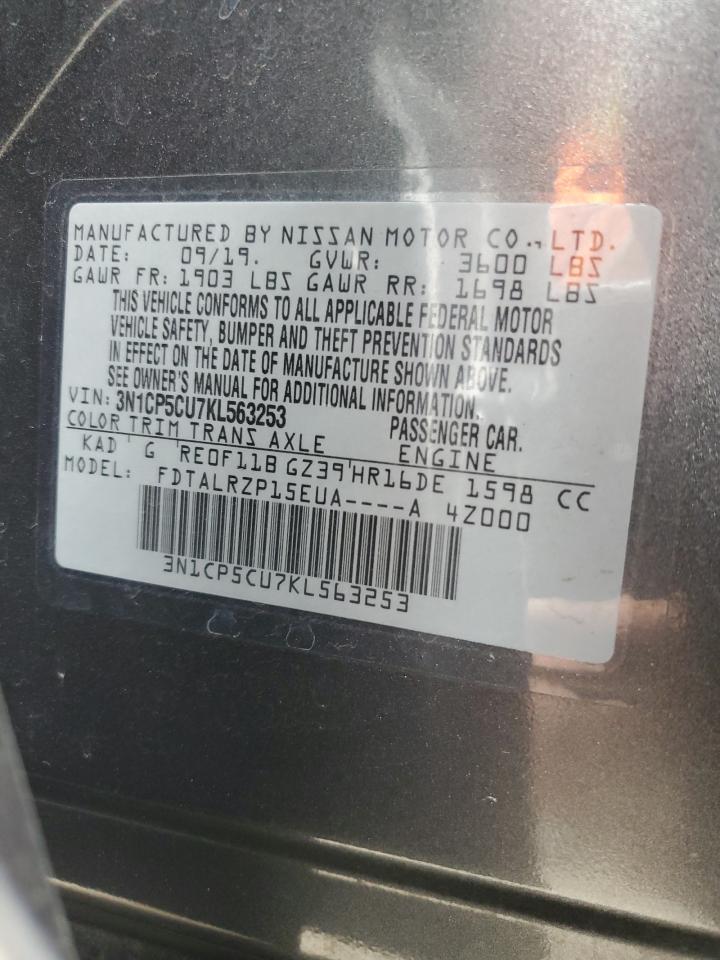 MANUFACTURED BY NISSAN MOTOR CO., LTD.
DATE: 09/19. GVWR: 3600 LBS
GAWR FR: 1903 LBS GAWR RR: 1698 LBS
THIS VEHICLE CONFORMS TO ALL APPLICABLE FEDERAL MOTOR
VEHICLE SAFETY, BUMPER AND THEFT PREVENTION STANDARDS
IN EFFECT ON THE DATE OF MANUFACTURE SHOWN ABOVE.
SEE OWNER'S MANUAL FOR ADDITIONAL INFORMATION.
VIN: 3N1CP5CU7KL563253 PASSENGER CAR.
COLOR TRIM TRANS AXLE ENGINE
KAD G RE0F11B GZ39 HR16DE 1598 CC
MODEL: FDTALRZP15EUA----A 4Z000
3N1CP5CU7KL563253